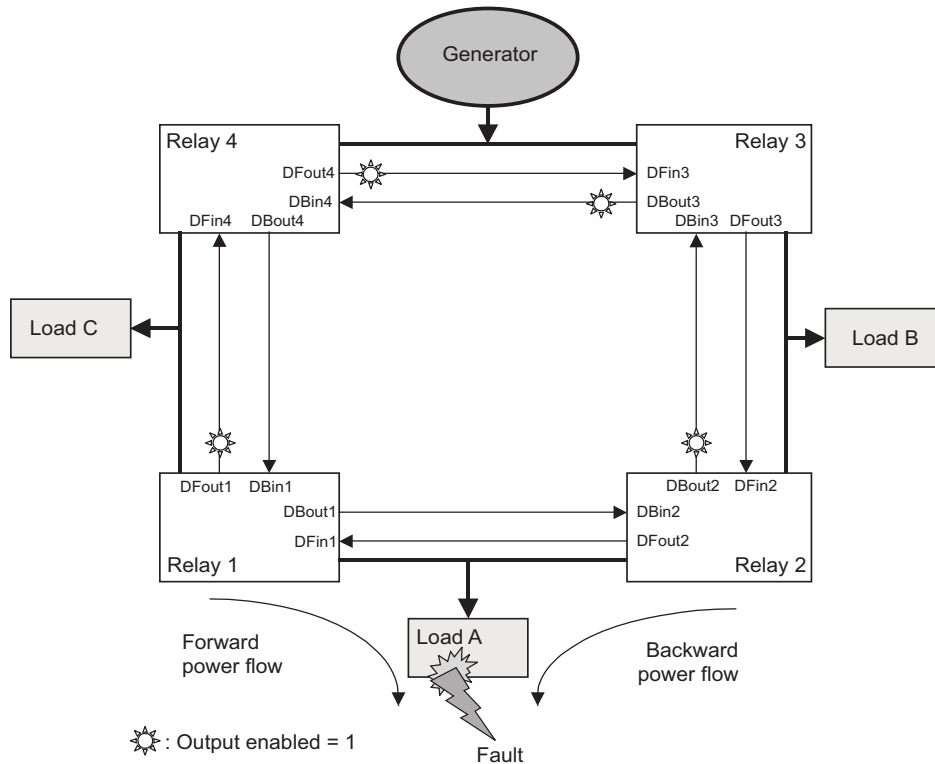 Generator
Relay 4
Relay 3
DFout4
DFin3
DBin4
DBout3
DFin4
DBout4
DBin3
DFout3
Load C
Load B
DFout1
DBin1
DBout2
DFin2
DBout1
DBin2
DFin1
DFout2
Relay 1
Relay 2
Load A
Forward
power flow
Backward
power flow
: Output enabled = 1
Fault